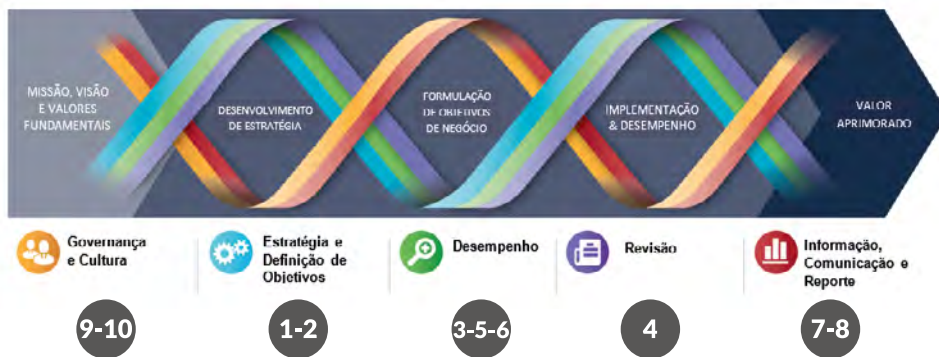 MISSÃO, VISÃO
E VALORES
FUNDAMENTAIS
DESENVOLVIMENTO
DE ESTRATÉGIA
FORMULAÇÃO
DE OBJETIVOS
DE NEGÓCIO
IMPLEMENTAÇÃO
& DESEMPENHO
VALOR
APRIMORADO
Governança
e Cultura
Estratégia e
Definição de
Objetivos
Desempenho
Revisão
Informação,
Comunicação e
Reporte
9-10
1-2
3-5-6
4
7-8